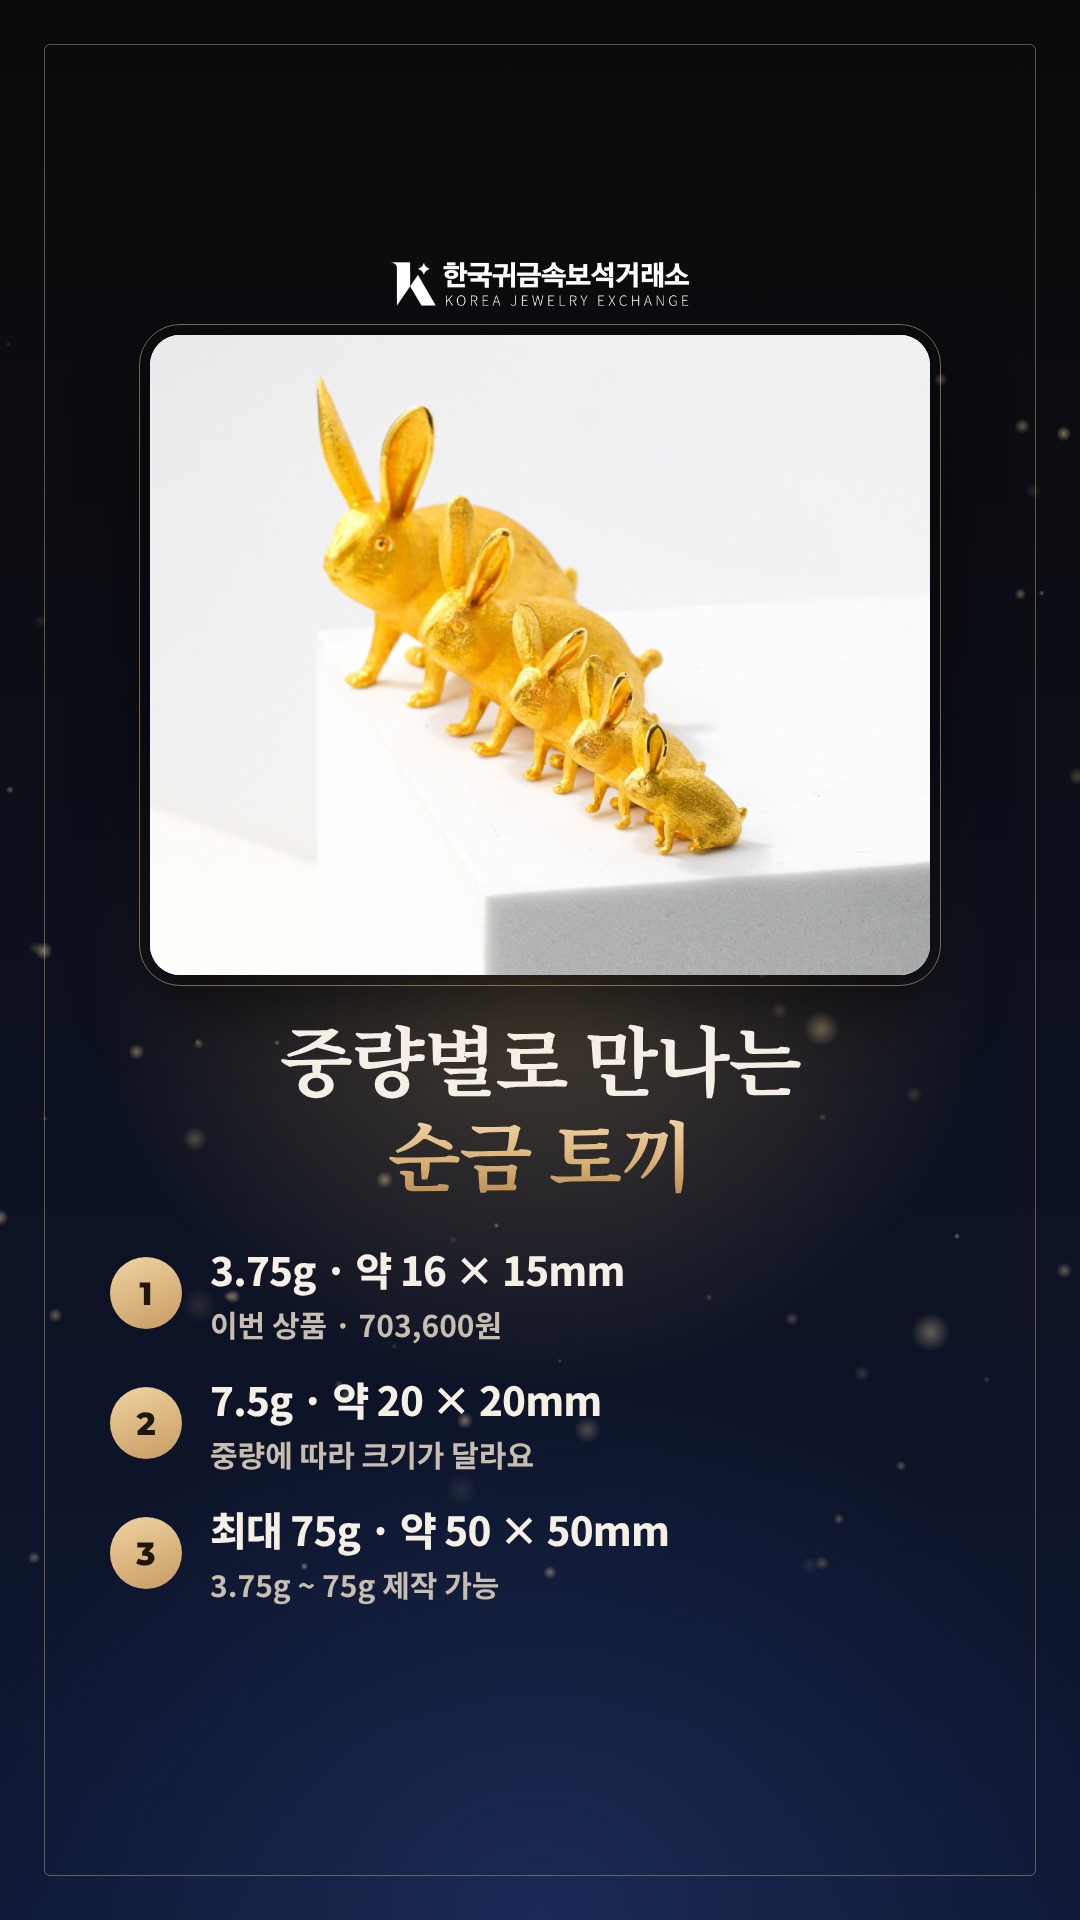 한국귀금속보석거래소
KOREA JEWELRY EXCHANGE
중량별로 만나는
순금 토끼
1
3.75g · 약 16 × 15mm
이번 상품 · 703,600원
2
7.5g · 약 20 × 20mm
중량에 따라 크기가 달라요
3
최대 75g · 약 50 × 50mm
3.75g ~ 75g 제작 가능